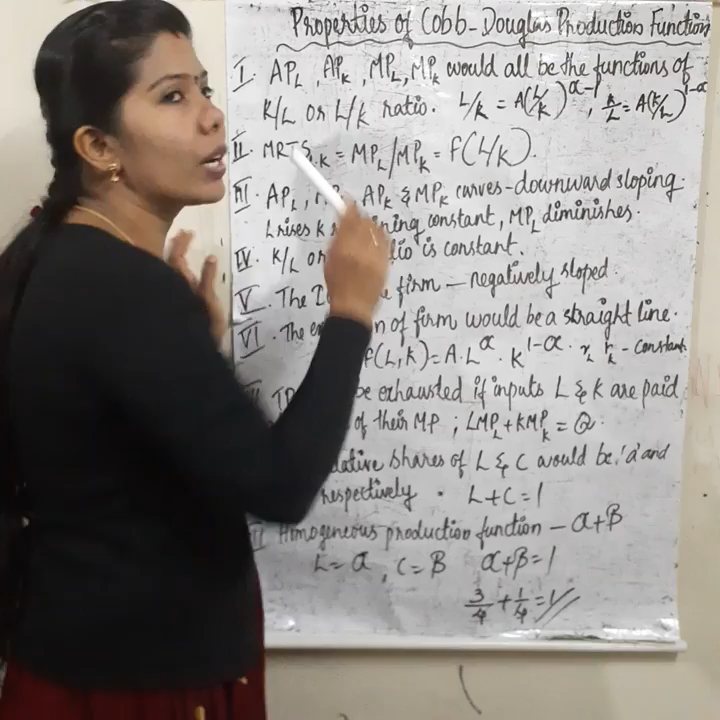 Properties of Cobb-Douglas Production Function
I. APL, APK, MPL, MPK would all be the functions of
K/L or L/K ratio. L/K = A(L/K)^α-1, K/L = A(K/L)^1-α
II. MRTS L.K = MPL/MPK = f(L/K).
III. APL, APK & MPK curves-downward sloping.
L rises K constant, MPL diminishes.
IV. K/L or is constant.
V. The firm – negatively sloped.
VI. The of firm would be a straight line.
f(L,K) = A.L^α . K^1-α - constant
be exhausted if inputs L & K are paid
of their MP ; LMPL + KMPK = Q.
shares of L & C would be 'a' and
respectively. L+C=1
Homogeneous production function – α+β
L = α, C = β α+β=1
3/4 + 1/4 = 1//